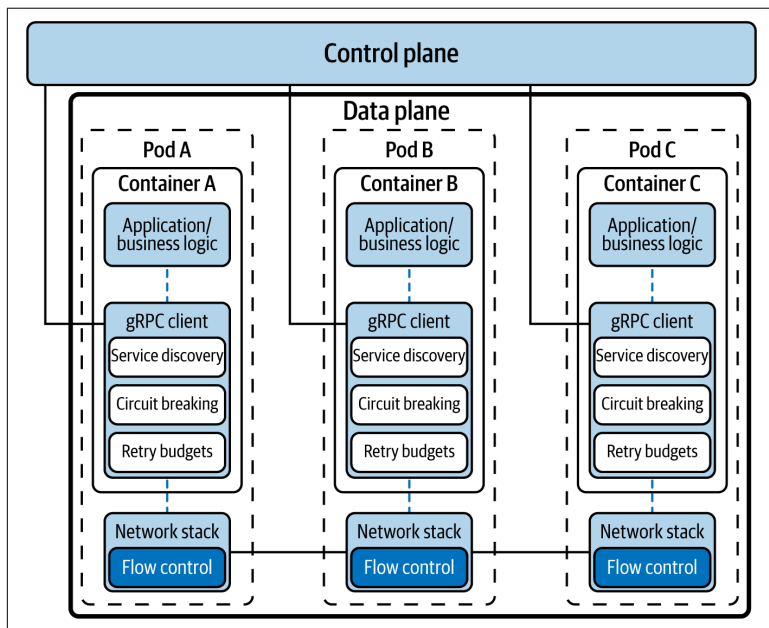 Control plane
Data plane
Pod A
Container A
Application/
business logic
gRPC client
Service discovery
Circuit breaking
Retry budgets
Network stack
Flow control
Pod B
Container B
Application/
business logic
gRPC client
Service discovery
Circuit breaking
Retry budgets
Network stack
Flow control
Pod C
Container C
Application/
business logic
gRPC client
Service discovery
Circuit breaking
Retry budgets
Network stack
Flow control